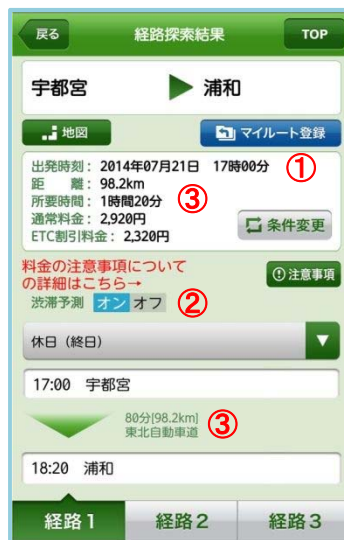 戻る 経路探索結果 TOP
宇都宮 ▶ 浦和
地図 マイルート登録
出発時刻：2014年07月21日 17時00分 ①
距 離：98.2km
所要時間：1時間20分 ③
通常料金：2,920円
ETC割引料金：2,320円
条件変更
料金の注意事項について
の詳細はこちら→
注意事項
渋滞予測 オン オフ ②
休日（終日）
17:00 宇都宮
80分[98.2km]
東北自動車道
③
18:20 浦和
経路1 経路2 経路3